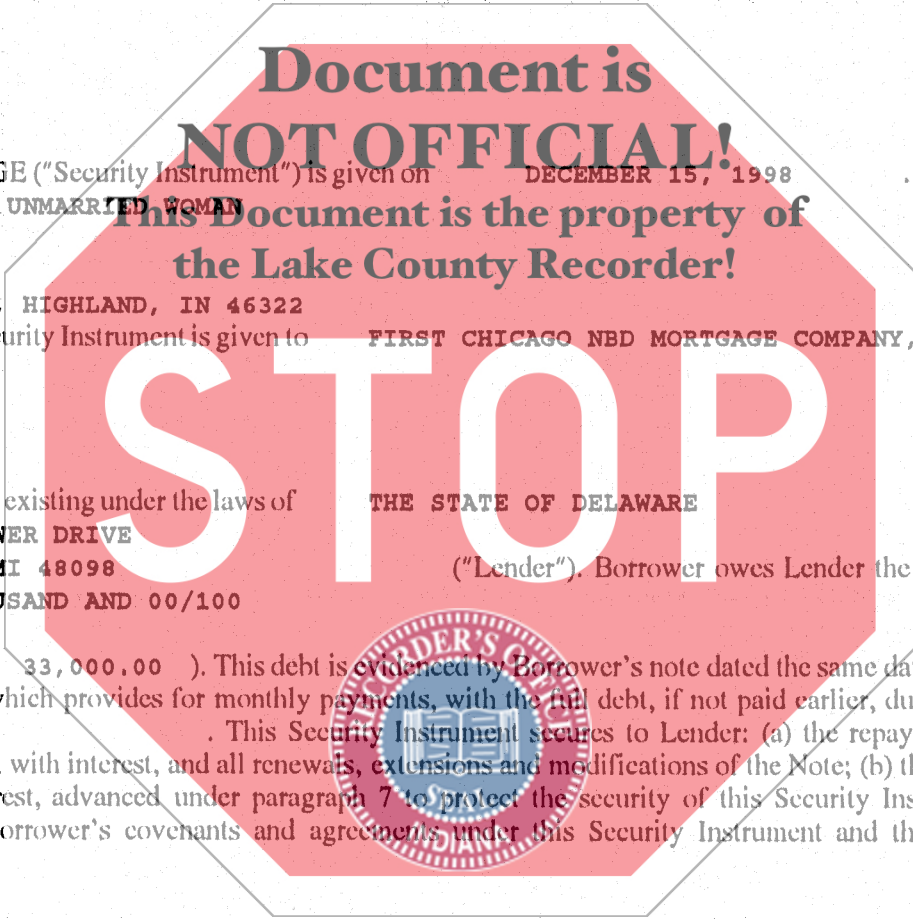 Document is
NOT OFFICIAL!
GE ("Security Instrument") is given on DECEMBER 15, 1998 .
UNMARRIED WOMAN
This Document is the property of
the Lake County Recorder!
HIGHLAND, IN 46322
urity Instrument is given to FIRST CHICAGO NBD MORTGAGE COMPANY,
STOP
existing under the laws of THE STATE OF DELAWARE
ER DRIVE
MI 48098 ("Lender"). Borrower owes Lender the
USAND AND 00/100
33,000.00 ). This debt is evidenced by Borrower's note dated the same da
which provides for monthly payments, with the full debt, if not paid earlier, du
. This Security Instrument secures to Lender: (a) the repay
, with interest, and all renewals, extensions and modifications of the Note; (b) th
rest, advanced under paragraph 7 to protect the security of this Security Ins
orrower's covenants and agreements under this Security Instrument and th
RECORDER'S OFFICE
SEAL
INDIANA